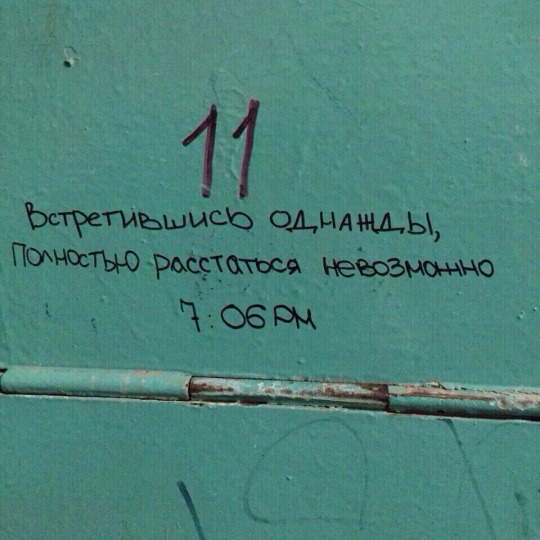 11
Встретившись однажды,
полностью расстаться невозможно
7:06 PM